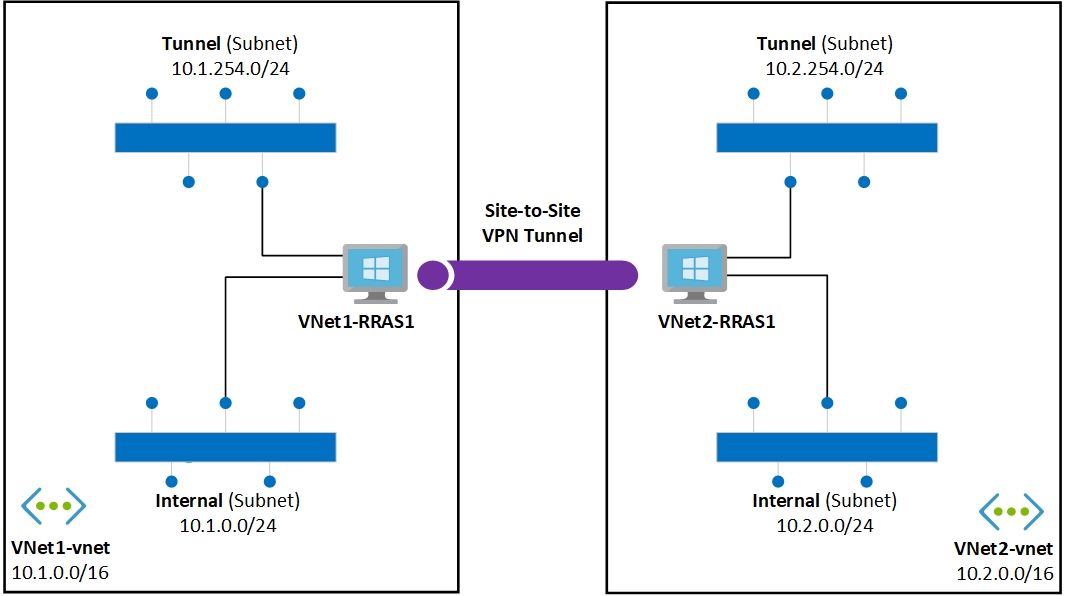 Tunnel (Subnet)
10.1.254.0/24
Tunnel (Subnet)
10.2.254.0/24
Site-to-Site
VPN Tunnel
VNet1-RRAS1
VNet2-RRAS1
Internal (Subnet)
10.1.0.0/24
Internal (Subnet)
10.2.0.0/24
VNet1-vnet
10.1.0.0/16
VNet2-vnet
10.2.0.0/16